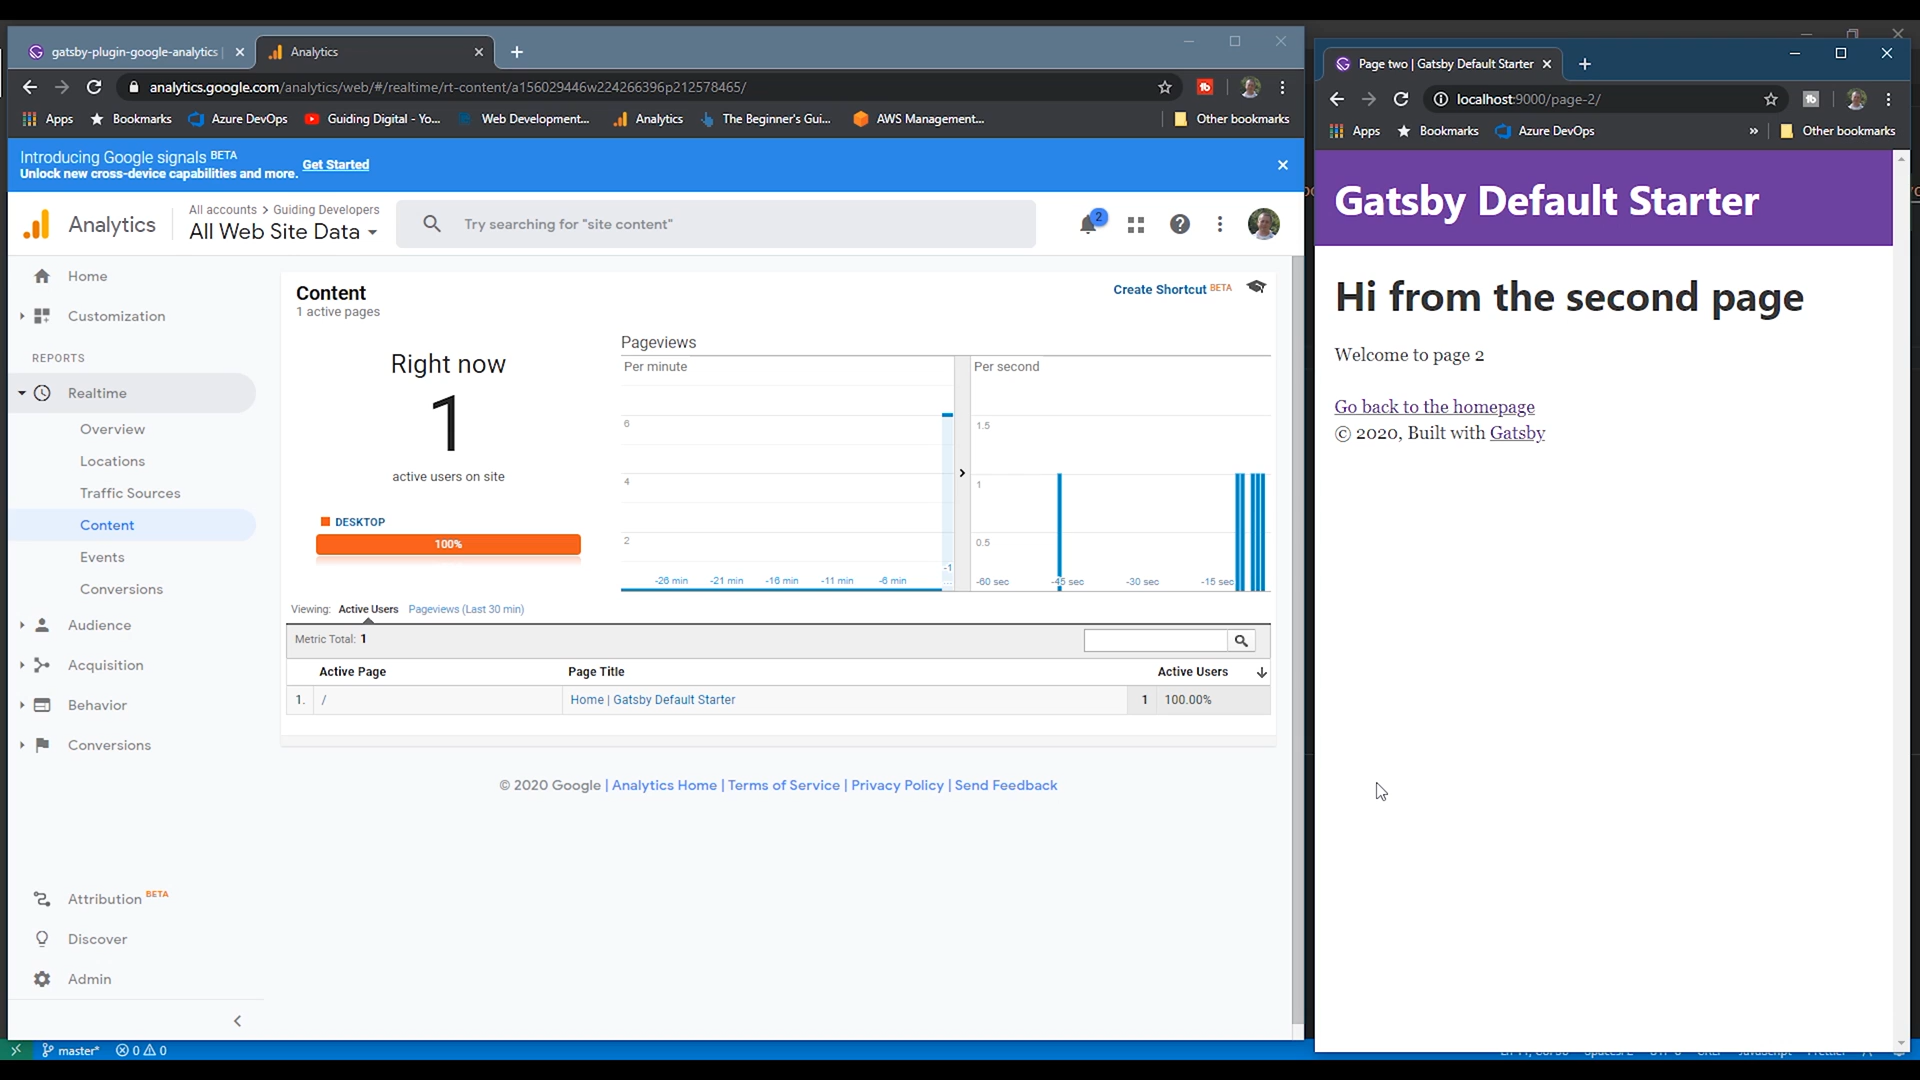 gatsby-plugin-google-analytics
Analytics
analytics.google.com/analytics/web/#/realtime/rt-content/a156029446w224266396p212578465/
Apps
Bookmarks
Azure DevOps
Guiding Digital - Yo...
Web Development...
Analytics
The Beginner's Gui...
AWS Management...
Other bookmarks
Introducing Google signals BETA
Unlock new cross-device capabilities and more.
Get Started
Analytics
All accounts > Guiding Developers
All Web Site Data
Try searching for "site content"
2
Home
Customization
REPORTS
Realtime
Overview
Locations
Traffic Sources
Content
Events
Conversions
Audience
Acquisition
Behavior
Conversions
Attribution BETA
Discover
Admin
Content
1 active pages
Create Shortcut BETA
Right now
1
active users on site
DESKTOP
100%
Pageviews
Per minute
6
4
2
-26 min
-21 min
-16 min
-11 min
-6 min
-1
Per second
1.5
1
0.5
-60 sec
-45 sec
-30 sec
-15 sec
Viewing: Active Users Pageviews (Last 30 min)
Metric Total: 1
Active Page Page Title Active Users
1. / Home | Gatsby Default Starter 1 100.00%
© 2020 Google | Analytics Home | Terms of Service | Privacy Policy | Send Feedback
master* 0 0
Page two | Gatsby Default Starter
localhost:9000/page-2/
Apps
Bookmarks
Azure DevOps
»
Other bookmarks
Gatsby Default Starter
Hi from the second page
Welcome to page 2
Go back to the homepage
© 2020, Built with Gatsby